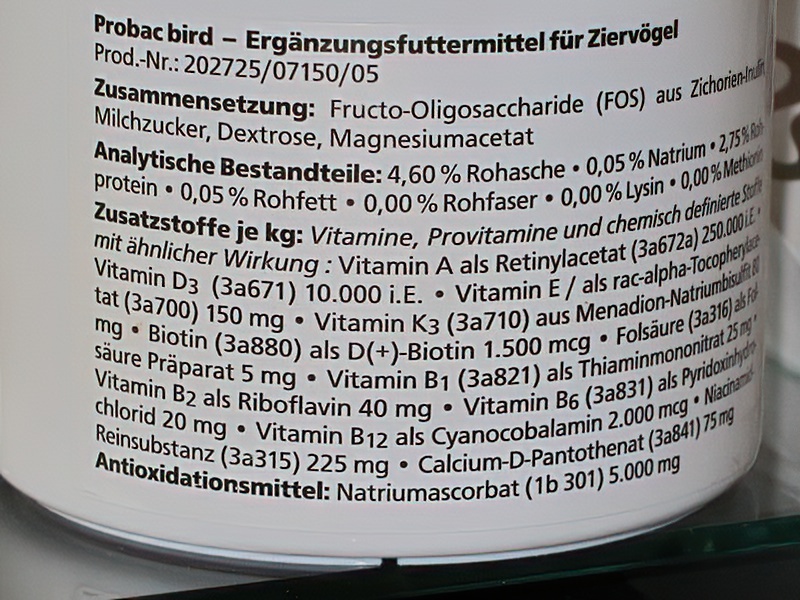 Probac bird – Ergänzungsfuttermittel für Ziervögel
Prod.-Nr.: 202725/07150/05
Zusammensetzung: Fructo-Oligosaccharide (FOS) aus Zichorien-Inulin,
Milchzucker, Dextrose, Magnesiumacetat
Analytische Bestandteile: 4,60 % Rohasche • 0,05 % Natrium • 2,75 % Roh-
protein • 0,05 % Rohfett • 0,00 % Rohfaser • 0,00 % Lysin • 0,00 % Methionin
Zusatzstoffe je kg: Vitamine, Provitamine und chemisch definierte Stoffe
mit ähnlicher Wirkung : Vitamin A als Retinylacetat (3a672a) 250.000 i.E. •
Vitamin D3 (3a671) 10.000 i.E. • Vitamin E / als rac-alpha-Tocopherylace-
tat (3a700) 150 mg • Vitamin K3 (3a710) aus Menadion-Natriumbisulfit 80
mg • Biotin (3a880) als D(+)-Biotin 1.500 mcg • Folsäure (3a316) als Fol-
säure Präparat 5 mg • Vitamin B1 (3a821) als Thiaminmononitrat 25 mg •
Vitamin B2 als Riboflavin 40 mg • Vitamin B6 (3a831) als Pyridoxinhydro-
chlorid 20 mg • Vitamin B12 als Cyanocobalamin 2.000 mcg • Niacinamid-
Reinsubstanz (3a315) 225 mg • Calcium-D-Pantothenat (3a841) 75 mg
Antioxidationsmittel: Natriumascorbat (1b 301) 5.000 mg